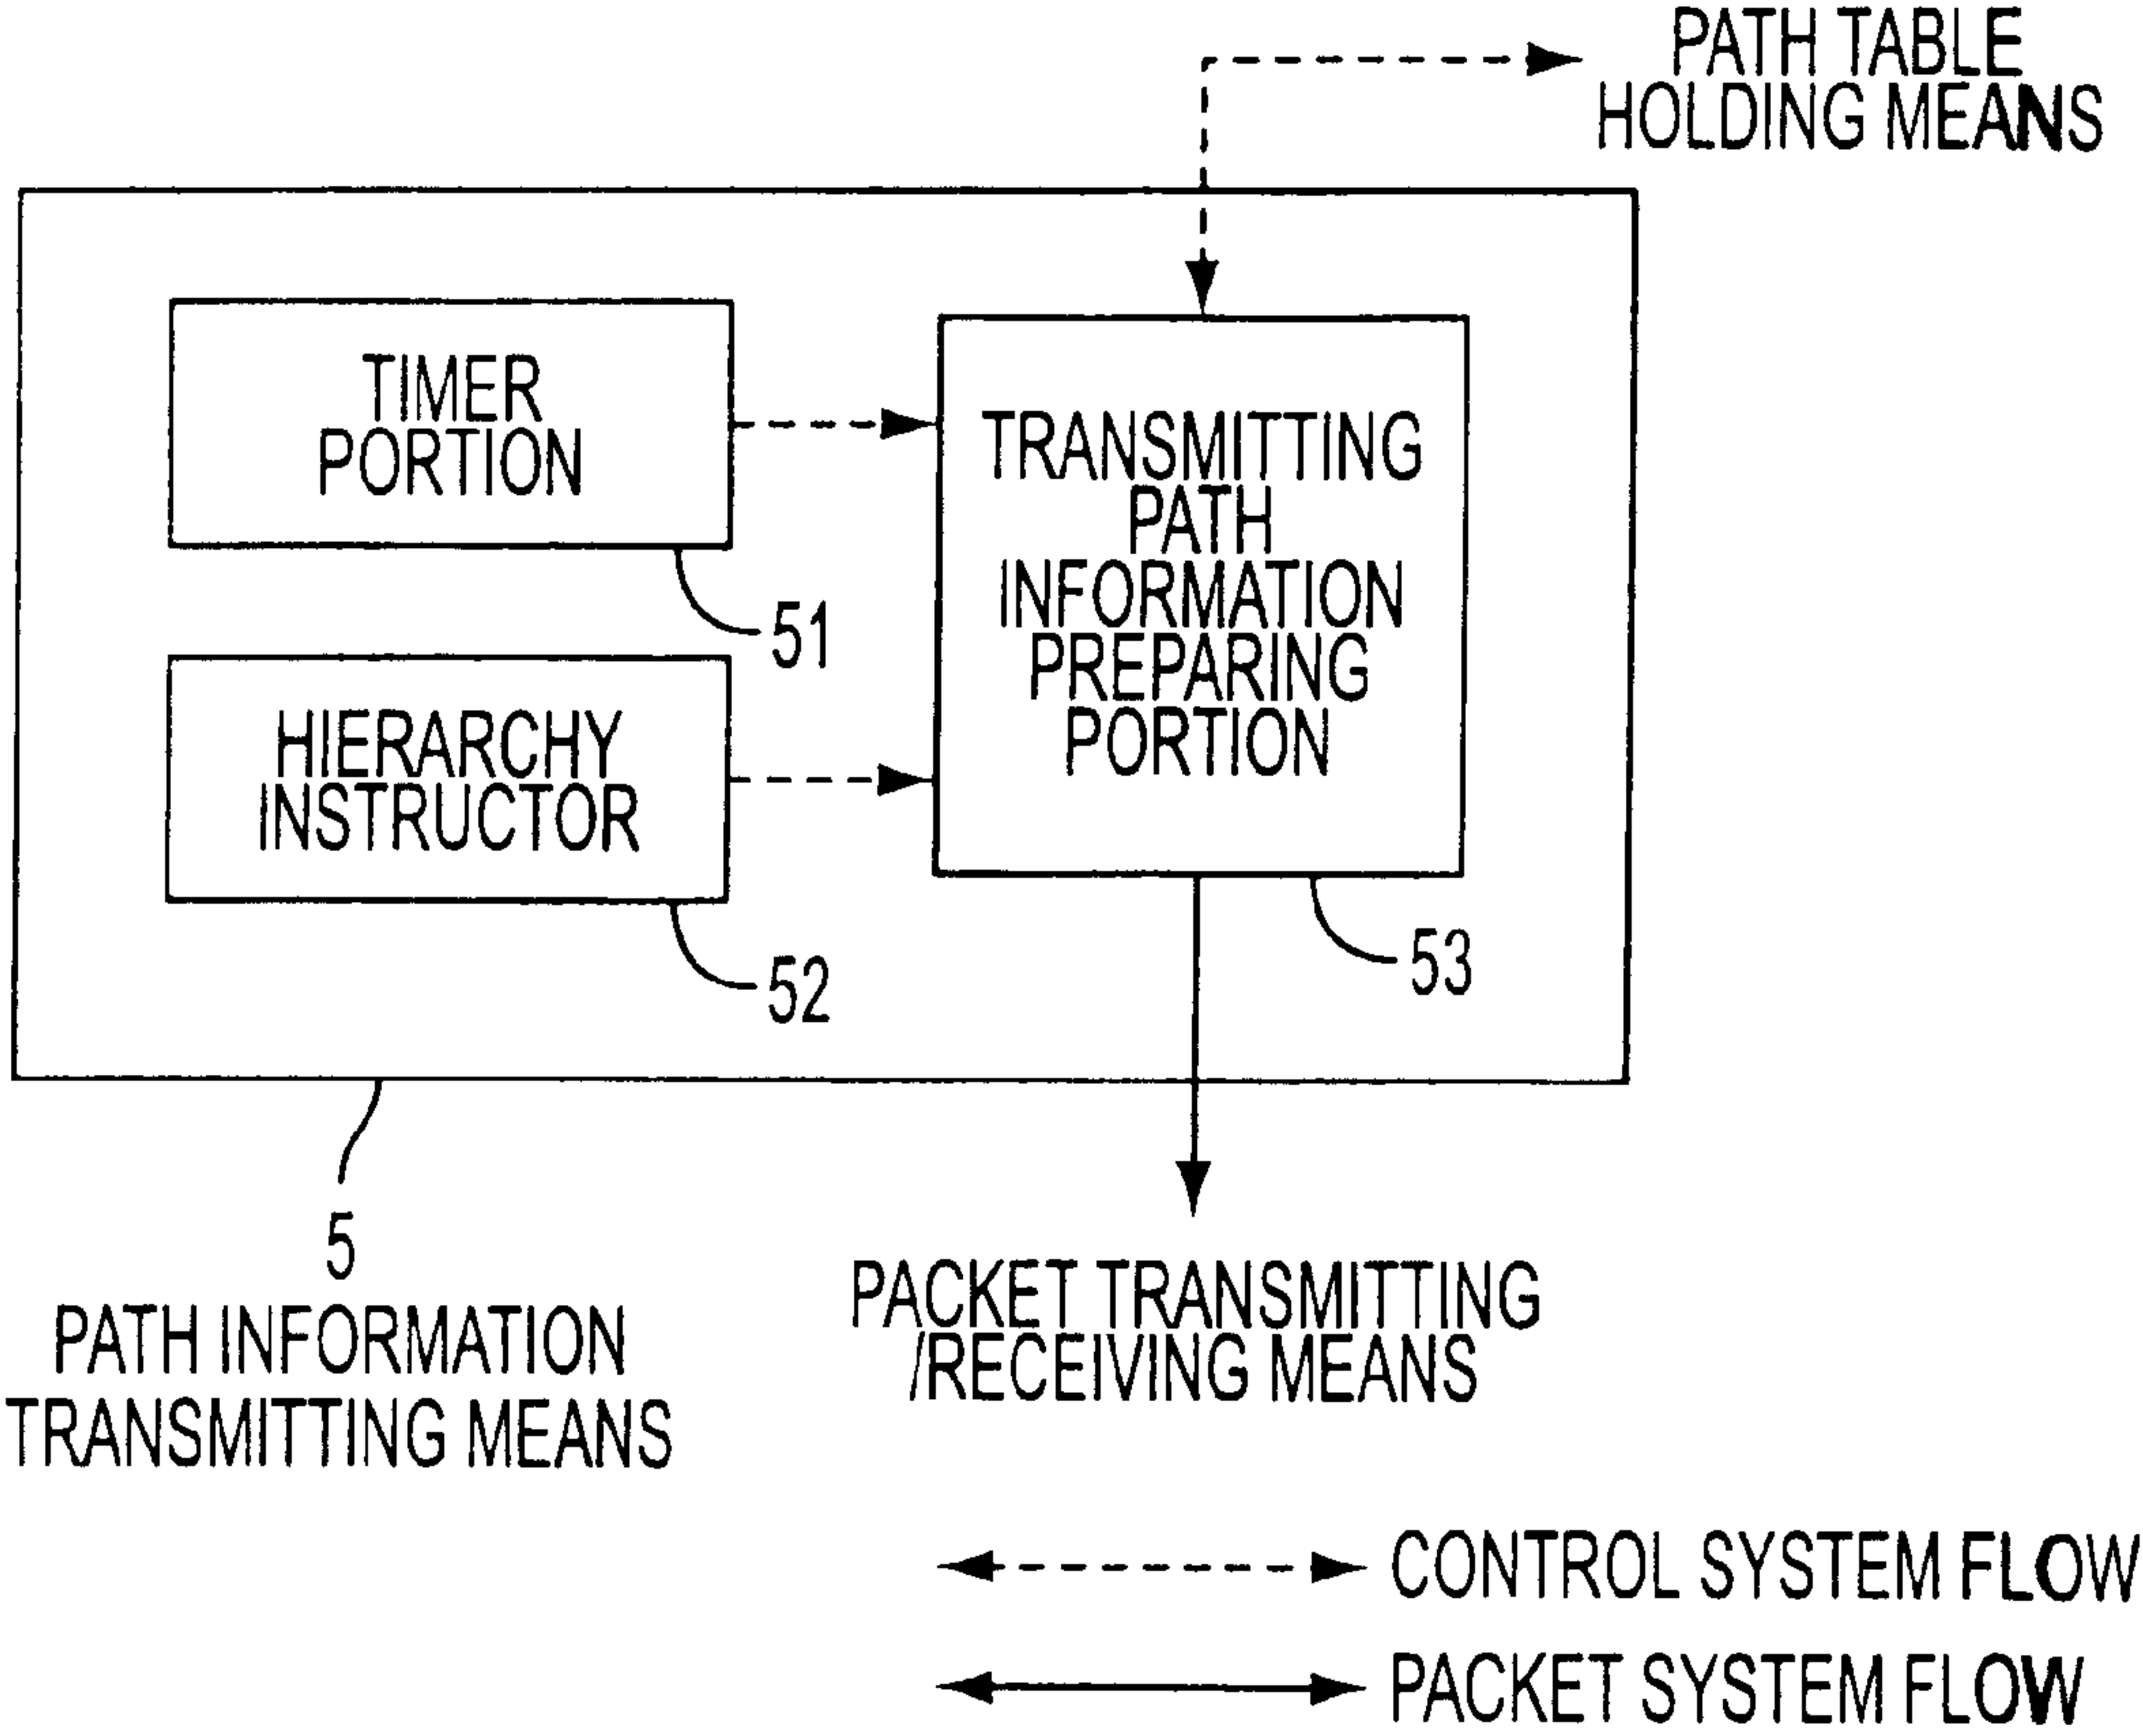 PATH TABLE
HOLDING MEANS
TIMER
PORTION
51
HIERARCHY
INSTRUCTOR
52
TRANSMITTING
PATH
INFORMATION
PREPARING
PORTION
53
5
PATH INFORMATION
TRANSMITTING MEANS
PACKET TRANSMITTING
/RECEIVING MEANS
CONTROL SYSTEM FLOW
PACKET SYSTEM FLOW